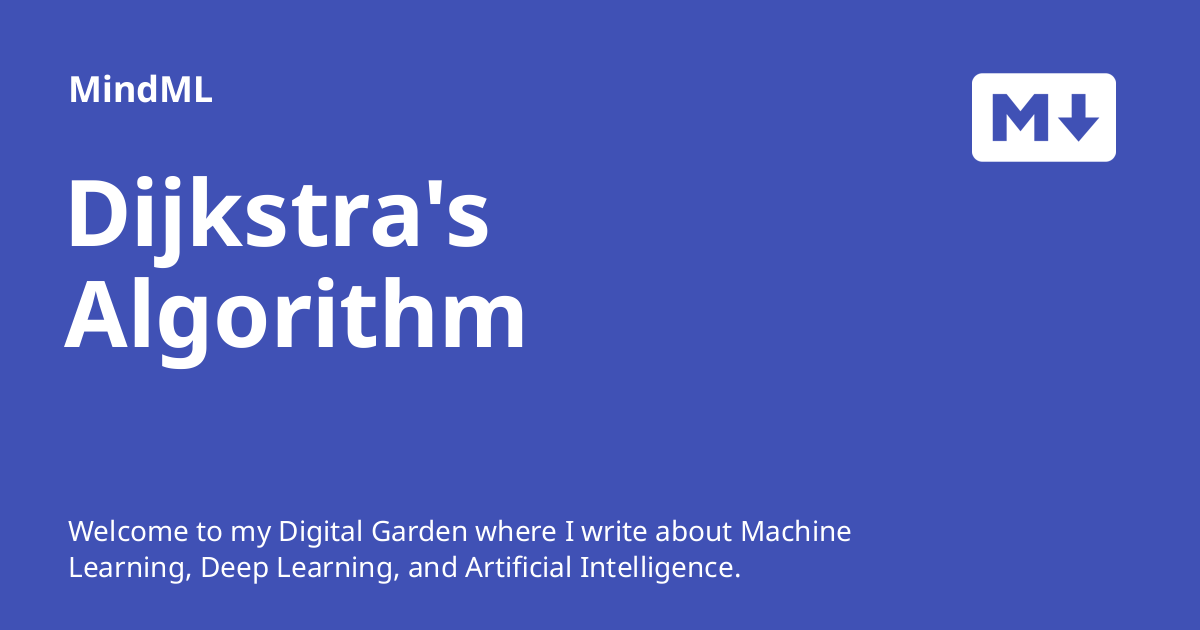 MindML
M
Dijkstra's
Algorithm
Welcome to my Digital Garden where I write about Machine
Learning, Deep Learning, and Artificial Intelligence.